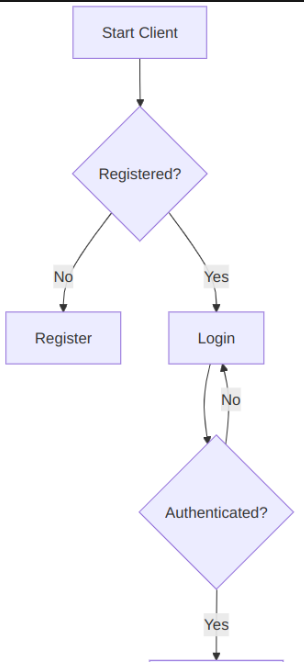 Start Client
Registered?
No
Yes
Register
Login
No
Authenticated?
Yes